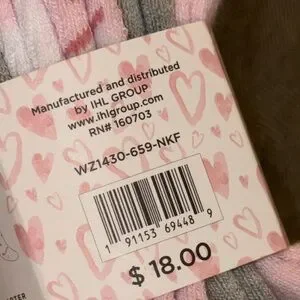 Manufactured and distributed
by IHL GROUP
www.ihlgroup.com
RN# 160703
WZ1430-659-NKF
1 91153 69448 9
$ 18.00